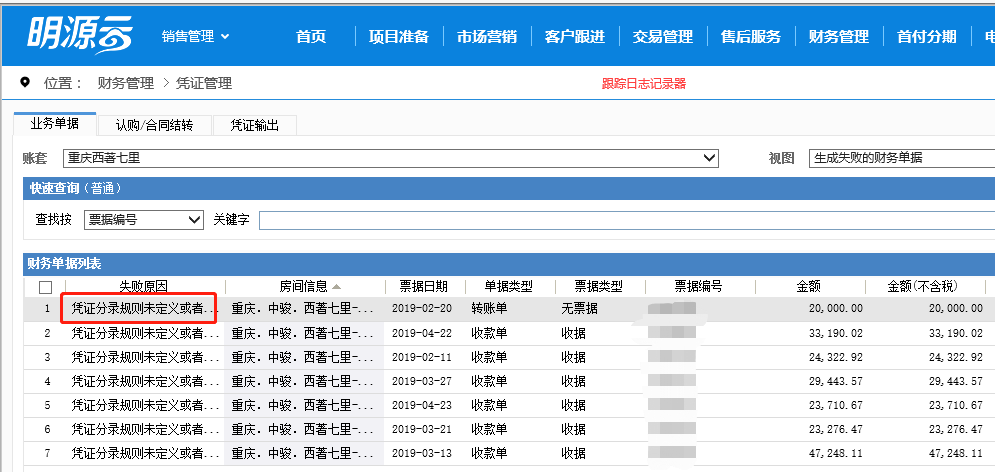 明源云 销售管理 首页 项目准备 市场营销 客户跟进 交易管理 售后服务 财务管理 首付分期
位置： 财务管理 > 凭证管理 跟踪日志记录器
业务单据 认购/合同结转 凭证输出
账套 重庆西著七里 视图 生成失败的财务单据
快速查询（普通）
查找按 票据编号 关键字
财务单据列表
失败原因 房间信息 票据日期 单据类型 票据类型 票据编号 金额 金额(不含税)
1 凭证分录规则未定义或者... 重庆．中骏．西著七里-... 2019-02-20 转账单 无票据 20,000.00 20,000.00
2 凭证分录规则未定义或者... 重庆．中骏．西著七里-... 2019-04-22 收款单 收据 33,190.02 33,190.02
3 凭证分录规则未定义或者... 重庆．中骏．西著七里-... 2019-02-11 收款单 收据 24,322.92 24,322.92
4 凭证分录规则未定义或者... 重庆．中骏．西著七里-... 2019-03-27 收款单 收据 29,443.57 29,443.57
5 凭证分录规则未定义或者... 重庆．中骏．西著七里-... 2019-04-23 收款单 收据 23,710.67 23,710.67
6 凭证分录规则未定义或者... 重庆．中骏．西著七里-... 2019-03-21 收款单 收据 23,276.47 23,276.47
7 凭证分录规则未定义或者... 重庆．中骏．西著七里-... 2019-03-13 收款单 收据 47,248.11 47,248.11